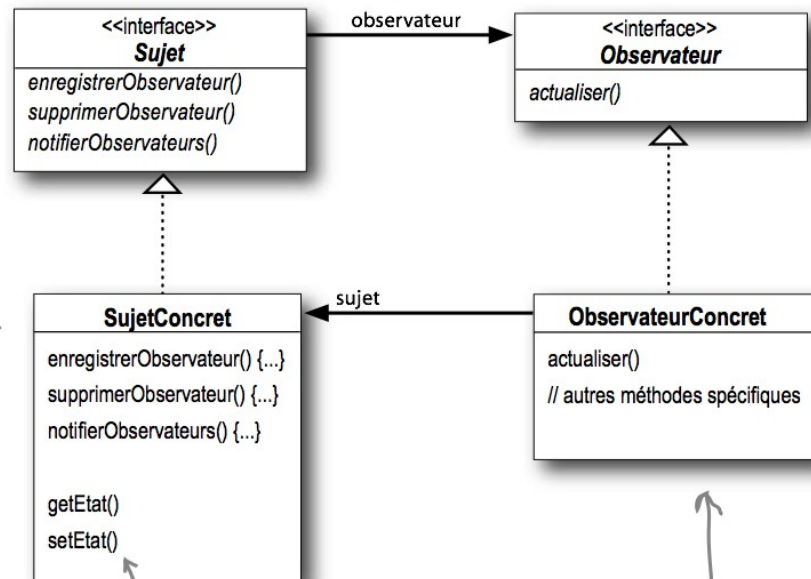 <<interface>>
Sujet
enregistrerObservateur()
supprimerObservateur()
notifierObservateurs()
observateur
<<interface>>
Observateur
actualiser()
SujetConcret
enregistrerObservateur() {...}
supprimerObservateur() {...}
notifierObservateurs() {...}
getEtat()
setEtat()
sujet
ObservateurConcret
actualiser()
// autres méthodes spécifiques